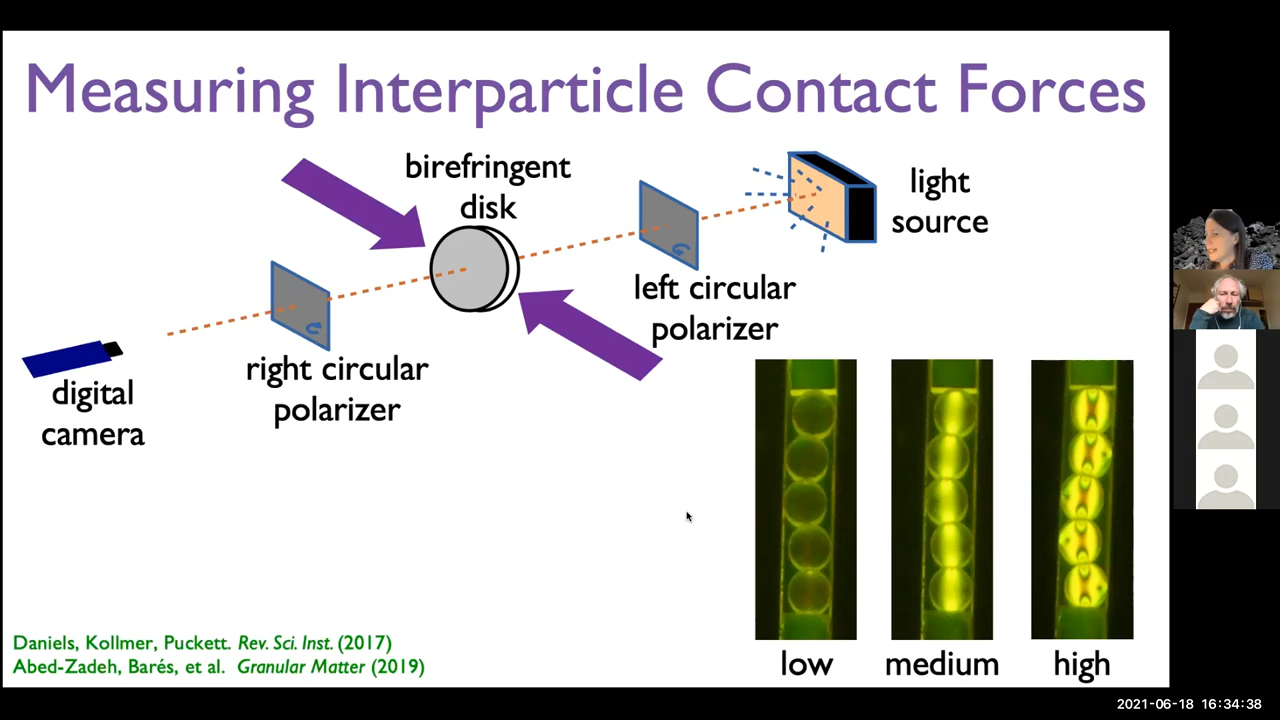 Measuring Interparticle Contact Forces
birefringent
disk
light
source
left circular
polarizer
right circular
polarizer
digital
camera
low
medium
high
Daniels, Kollmer, Puckett. Rev. Sci. Inst. (2017)
Abed-Zadeh, Barés, et al. Granular Matter (2019)
2021-06-18 16:34:38